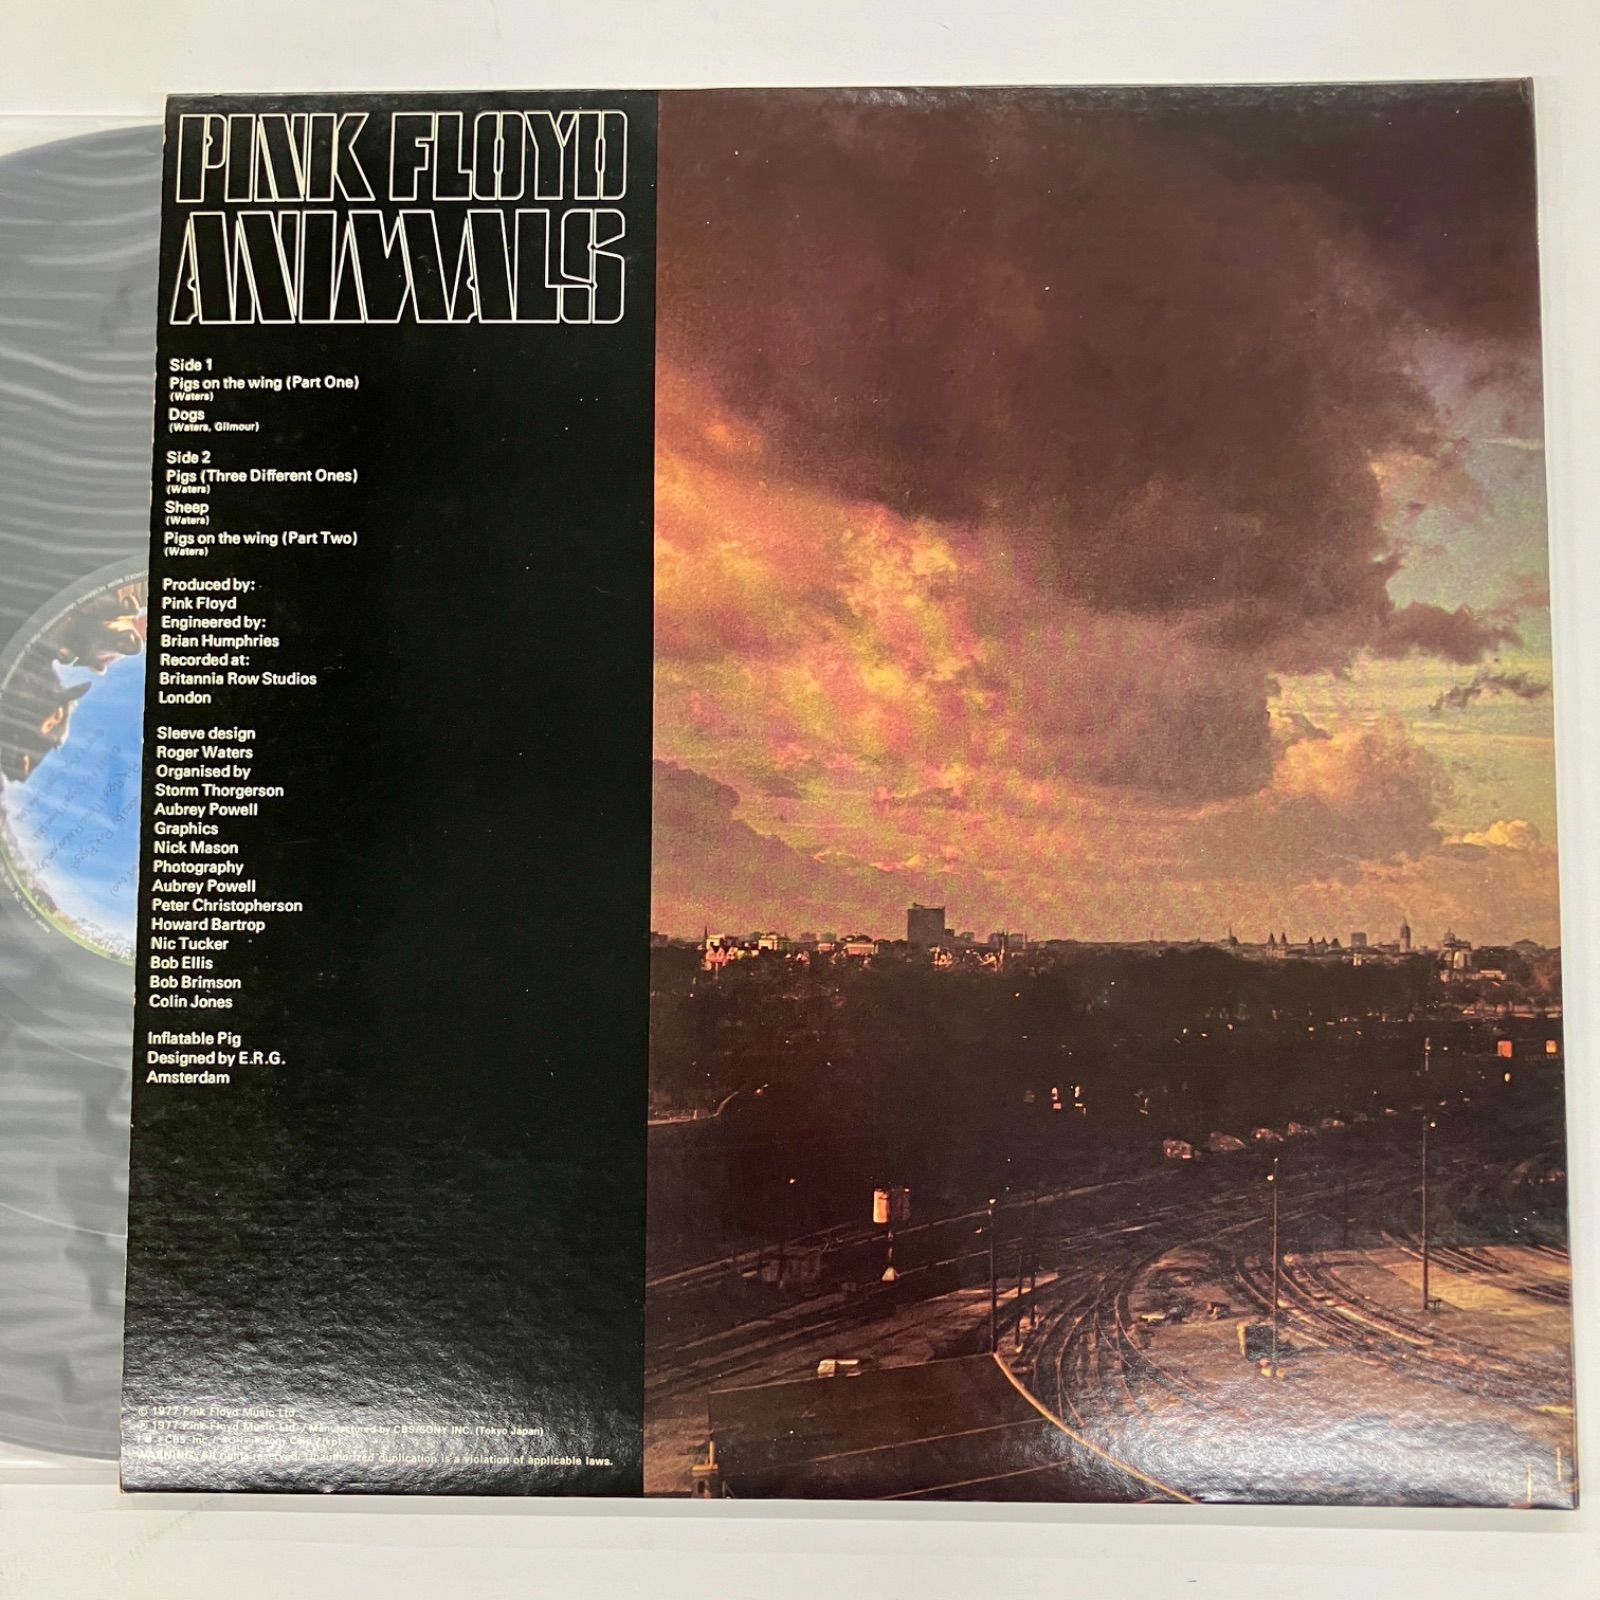 PINK FLOYD
ANIMALS
Side 1
Pigs on the wing (Part One)
(Waters)
Dogs
(Waters, Gilmour)
Side 2
Pigs (Three Different Ones)
(Waters)
Sheep
(Waters)
Pigs on the wing (Part Two)
(Waters)
Produced by:
Pink Floyd
Engineered by:
Brian Humphries
Recorded at:
Britannia Row Studios
London
Sleeve design
Roger Waters
Organised by
Storm Thorgerson
Aubrey Powell
Graphics
Nick Mason
Photography
Aubrey Powell
Peter Christopherson
Howard Bartrop
Nic Tucker
Bob Ellis
Bob Brimson
Colin Jones
Inflatable Pig
Designed by E.R.G.
Amsterdam
© 1977 Pink Floyd Music Ltd.
℗ 1977 Pink Floyd Music Ltd. / Manufactured by CBS/SONY INC. (Tokyo Japan)
CBS, Inc. Sony Corp.
WARNING: All rights reserved. Unauthorized duplication is a violation of applicable laws.